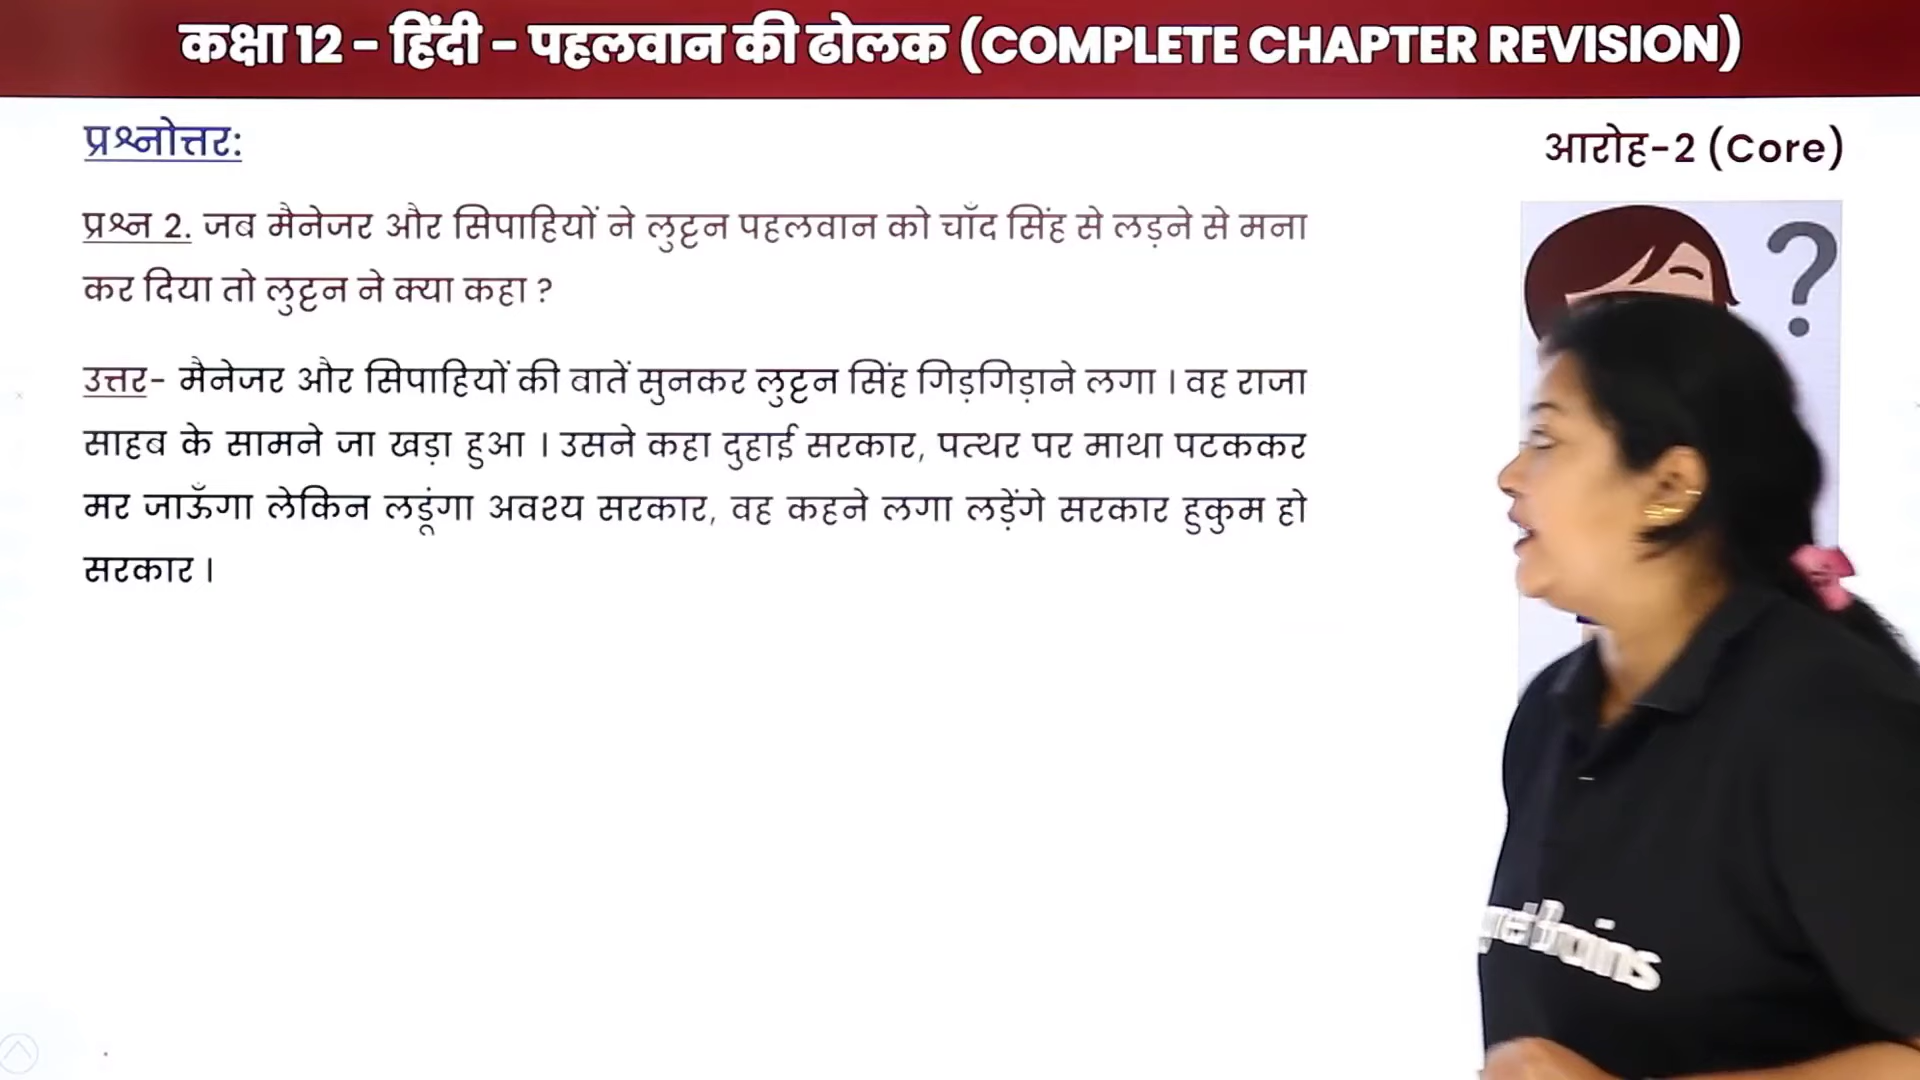 कक्षा 12 - हिंदी - पहलवान की ढोलक (COMPLETE CHAPTER REVISION)
प्रश्नोत्तर:
आरोह-2 (Core)
प्रश्न 2. जब मैनेजर और सिपाहियों ने लुट्टन पहलवान को चाँद सिंह से लड़ने से मना
कर दिया तो लुट्टन ने क्या कहा ?
उत्तर- मैनेजर और सिपाहियों की बातें सुनकर लुट्टन सिंह गिड़गिड़ाने लगा । वह राजा
साहब के सामने जा खड़ा हुआ । उसने कहा दुहाई सरकार, पत्थर पर माथा पटककर
मर जाऊँगा लेकिन लडूंगा अवश्य सरकार, वह कहने लगा लड़ेंगे सरकार हुकुम हो
सरकार ।
?